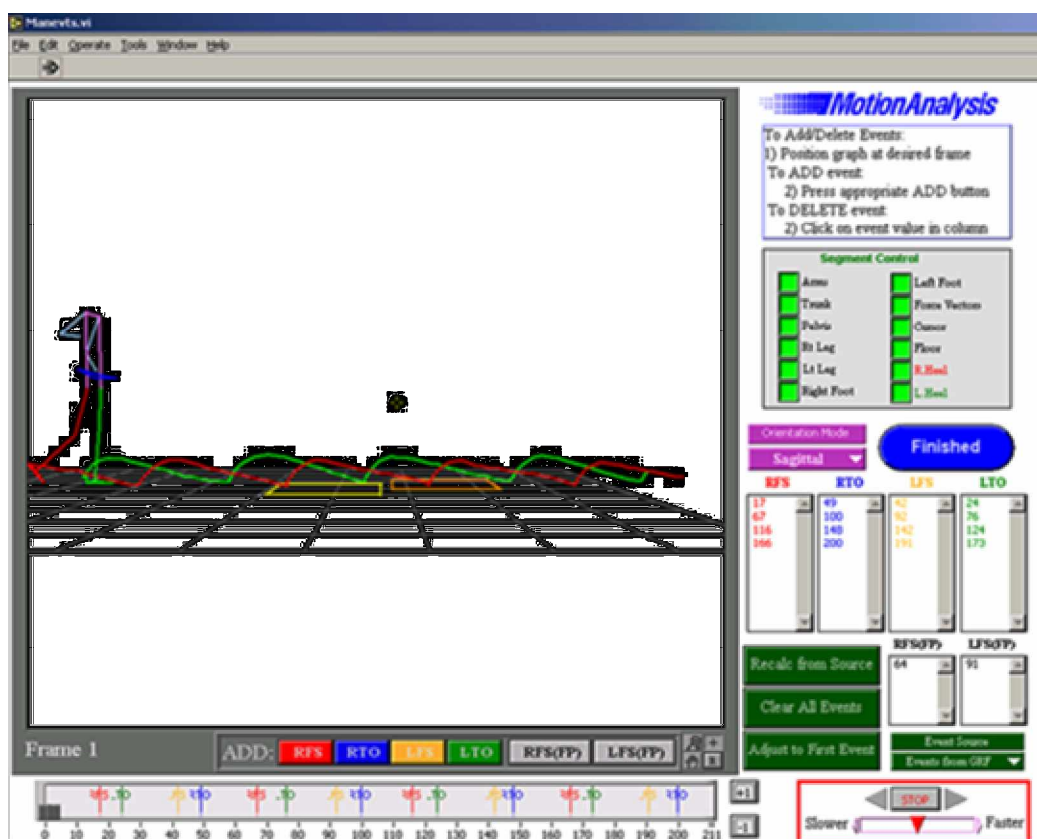 Manevts.vi
File Edit Operate Tools Window Help
MotionAnalysis
To Add/Delete Events:
1) Position graph at desired frame
To ADD event:
2) Press appropriate ADD button
To DELETE event:
2) Click on event value in column
Segment Control
Arms
Left Foot
Trunk
Force Vectors
Pelvis
Cursor
Rt Leg
Floor
Lt Leg
R.Heel
Right Foot
L.Heel
Orientation Mode
Sagittal
Finished
RFS RTO LFS LTO
17 49 42 24
67 100 92 76
116 148 142 124
166 200 191 173
RFS(FP) LFS(FP)
64 91
Recalc from Source
Clear All Events
Adjust to First Event
Event Source
Events from GRF
Frame 1
ADD: RFS RTO LFS LTO RFS(FP) LFS(FP)
+1
-1
0 10 20 30 40 50 60 70 80 90 100 110 120 130 140 150 160 170 180 190 200 211
STOP
Slower Faster